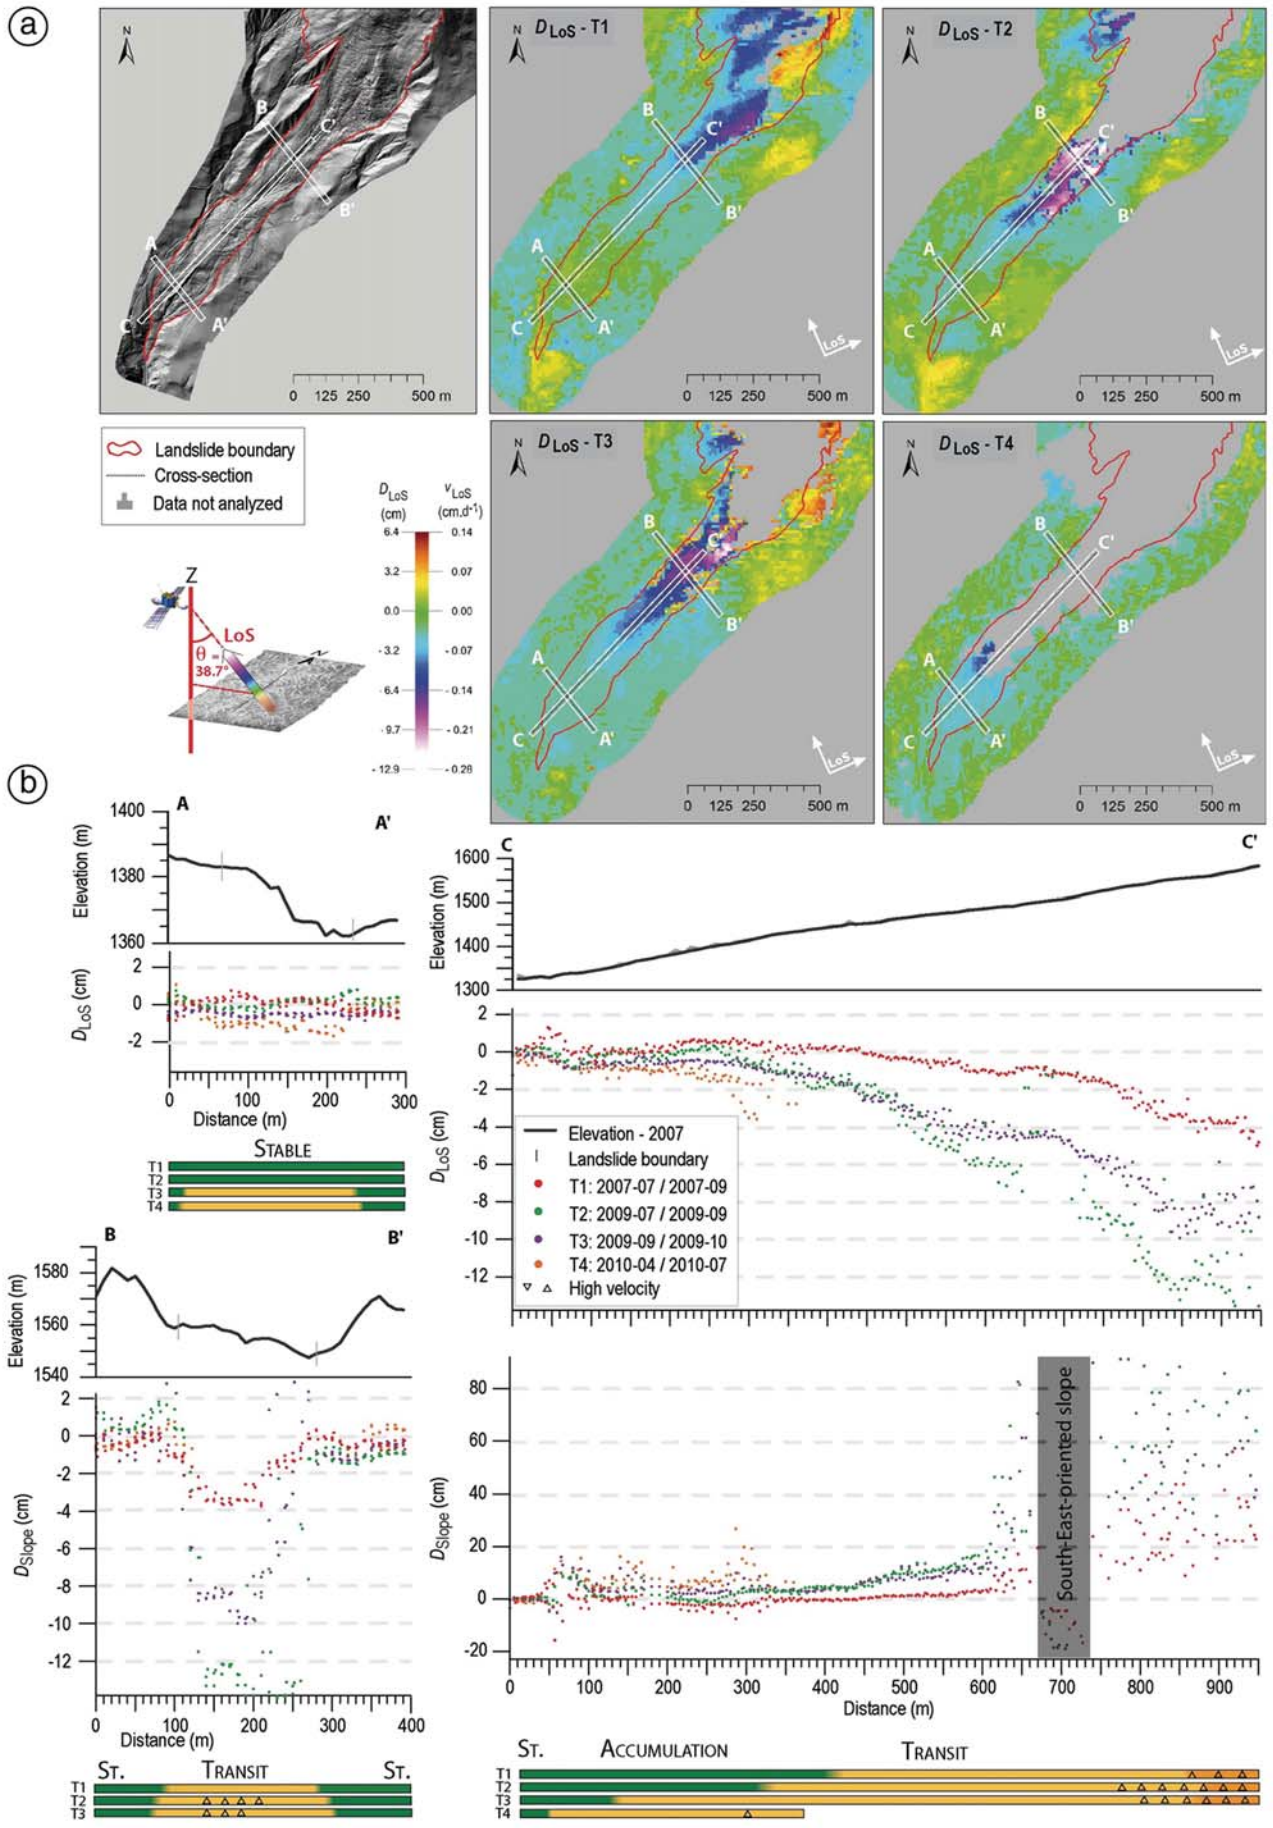 a
N
B
C'
B'
A
A'
C
0 125 250 500 m
N
DLoS - T1
B
C'
B'
A
C
A'
LoS
0 125 250 500 m
N
DLoS - T2
B
C'
B'
A
C
A'
LoS
0 125 250 500 m
Landslide boundary
Cross-section
Data not analyzed
N
DLoS - T3
B
C'
B'
A
C
A'
LoS
0 125 250 500 m
N
DLoS - T4
B
C'
B'
A
C
A'
LoS
0 125 250 500 m
DLoS vLoS
(cm) (cm.d-1)
6.4 0.14
3.2 0.07
0.0 0.00
-3.2 -0.07
-6.4 -0.14
-9.7 -0.21
-12.9 -0.28
Z
LoS
θ =
38.7°
N
b
A
A'
1400
1380
1360
Elevation (m)
2
0
-2
DLoS (cm)
0 100 200 300
Distance (m)
STABLE
T1
T2
T3
T4
C
C'
1600
1500
1400
1300
Elevation (m)
2
0
-2
-4
-6
-8
-10
-12
DLoS (cm)
Elevation - 2007
Landslide boundary
T1: 2007-07 / 2007-09
T2: 2009-07 / 2009-09
T3: 2009-09 / 2009-10
T4: 2010-04 / 2010-07
High velocity
B
B'
1580
1560
1540
Elevation (m)
2
0
-2
-4
-6
-8
-10
-12
DSlope (cm)
0 100 200 300 400
Distance (m)
ST. TRANSIT ST.
T1
T2
T3
80
60
40
20
0
-20
DSlope (cm)
South-East-priented slope
0 100 200 300 400 500 600 700 800 900
Distance (m)
ST. ACCUMULATION TRANSIT
T1
T2
T3
T4